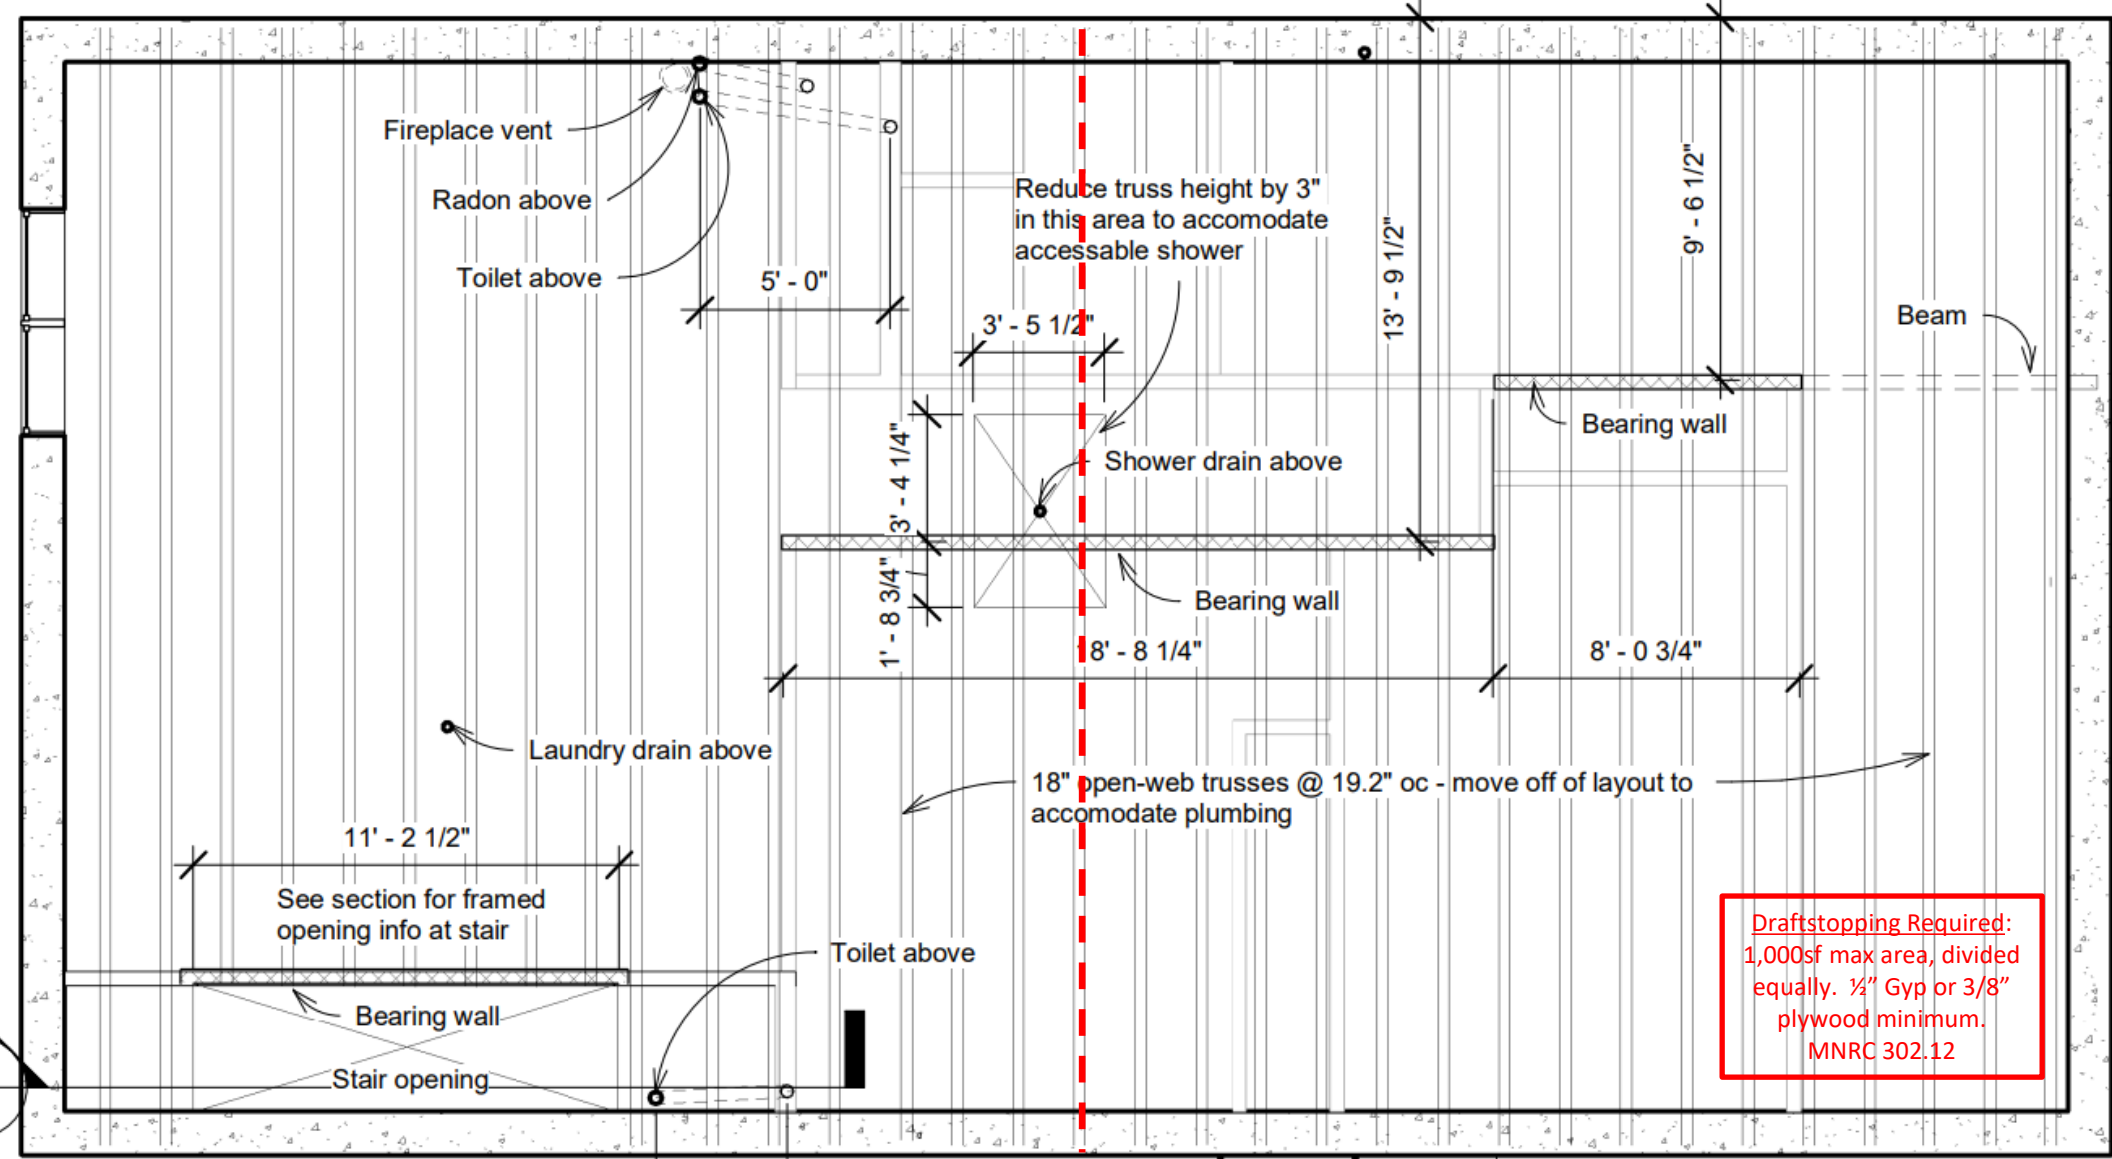 Fireplace vent
Radon above
Toilet above
5' - 0"
Reduce truss height by 3"
in this area to accomodate
accessable shower
3' - 5 1/2"
13' - 9 1/2"
9' - 6 1/2"
Beam
Bearing wall
3' - 4 1/4"
Shower drain above
1' - 8 3/4"
Bearing wall
8' - 8 1/4"
8' - 0 3/4"
Laundry drain above
18" open-web trusses @ 19.2" oc - move off of layout to
accomodate plumbing
11' - 2 1/2"
See section for framed
opening info at stair
Toilet above
Bearing wall
Stair opening
Draftstopping Required:
1,000sf max area, divided
equally. ½" Gyp or 3/8"
plywood minimum.
MNRC 302.12